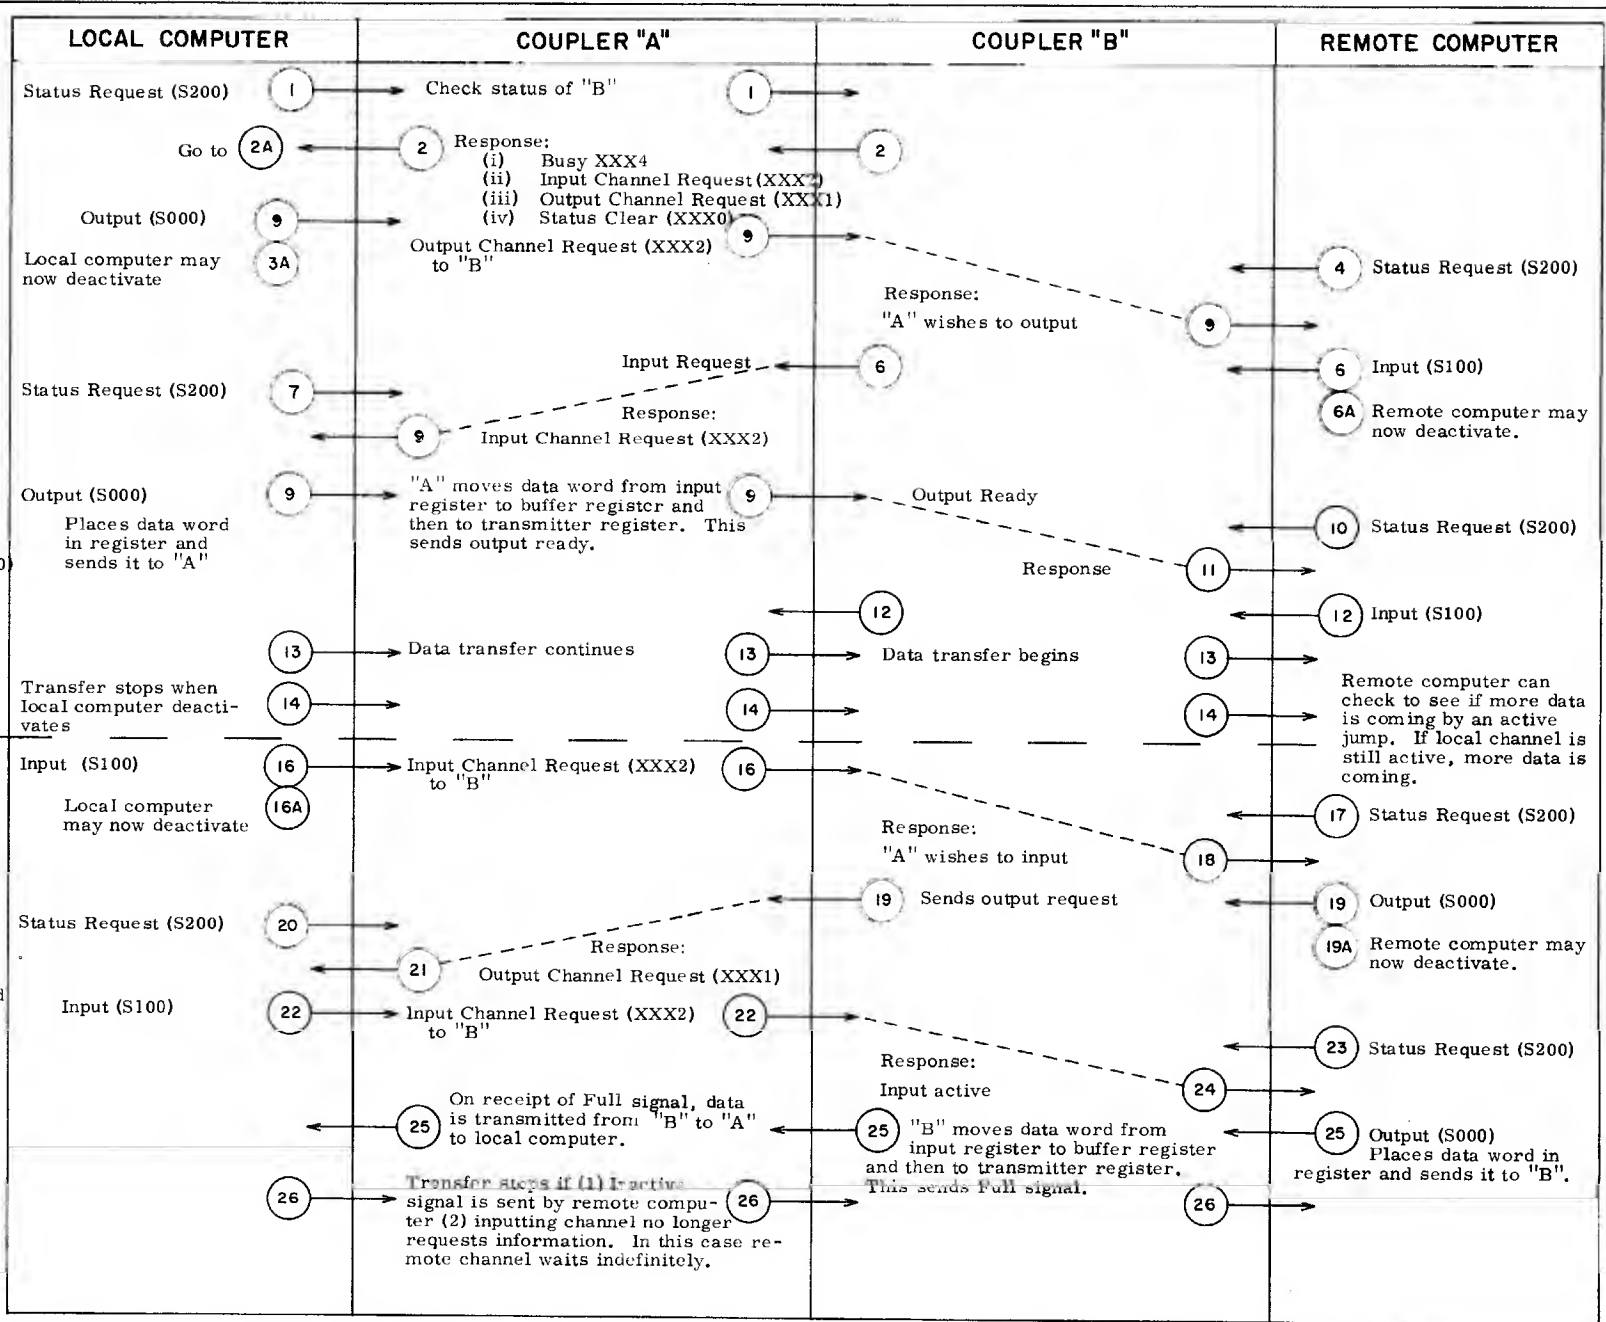 LOCAL COMPUTER
COUPLER "A"
COUPLER "B"
REMOTE COMPUTER
Status Request (S200)
1
Check status of "B"
1
Go to 2A
2
Response:
(i) Busy XXX4
(ii) Input Channel Request (XXX2)
(iii) Output Channel Request (XXX1)
(iv) Status Clear (XXX0)
2
Output (S000)
9
Output Channel Request (XXX2)
to "B"
9
Local computer may
now deactivate
3A
4
Status Request (S200)
Response:
"A" wishes to output
9
Input Request
6
6
Input (S100)
Status Request (S200)
7
6A
Remote computer may
now deactivate.
Response:
9
Input Channel Request (XXX2)
Output (S000)
9
Places data word
in register and
sends it to "A"
"A" moves data word from input
register to buffer register and
then to transmitter register. This
sends output ready.
9
Output Ready
10
Status Request (S200)
Response
11
12
12
Input (S100)
13
Data transfer continues
13
Data transfer begins
13
Transfer stops when
local computer deacti-
vates
14
14
14
Remote computer can
check to see if more data
is coming by an active
jump. If local channel is
still active, more data is
coming.
Input (S100)
16
Input Channel Request (XXX2)
to "B"
16
Local computer
may now deactivate
16A
17
Status Request (S200)
Response:
"A" wishes to input
18
19
Sends output request
19
Output (S000)
Status Request (S200)
20
19A
Remote computer may
now deactivate.
Response:
21
Output Channel Request (XXX1)
Input (S100)
22
Input Channel Request (XXX2)
to "B"
22
23
Status Request (S200)
Response:
Input active
24
25
On receipt of Full signal, data
is transmitted from "B" to "A"
to local computer.
25
"B" moves data word from
input register to buffer register
and then to transmitter register.
This sends Full signal.
25
Output (S000)
Places data word in
register and sends it to "B".
26
Transfer stops if (1) Inactive
signal is sent by remote compu-
ter (2) inputting channel no longer
requests information. In this case re-
mote channel waits indefinitely.
26
26